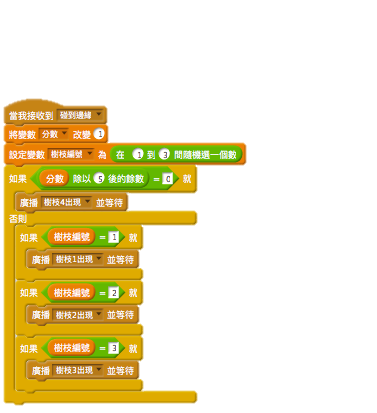 當我接收到 碰到邊緣
將變數 分數 改變 1
設定變數 樹枝編號 為 在 1 到 3 間隨機選一個數
如果 分數 除以 5 後的餘數 = 0 就
廣播 樹枝4出現 並等待
否則
如果 樹枝編號 = 1 就
廣播 樹枝1出現 並等待
如果 樹枝編號 = 2 就
廣播 樹枝2出現 並等待
如果 樹枝編號 = 3 就
廣播 樹枝3出現 並等待